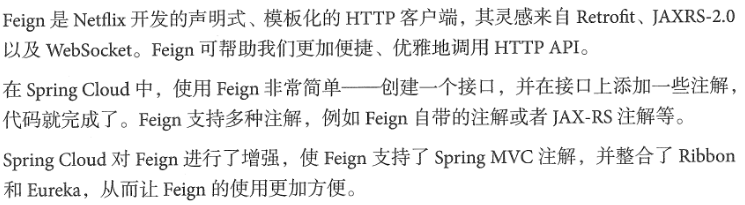 Feign 是 Netflix 开发的声明式、模板化的 HTTP 客户端，其灵感来自 Retrofit、JAXRS-2.0
以及 WebSocket。Feign 可帮助我们更加便捷、优雅地调用 HTTP API。
在 Spring Cloud 中，使用 Feign 非常简单——创建一个接口，并在接口上添加一些注解，
代码就完成了。Feign 支持多种注解，例如 Feign 自带的注解或者 JAX-RS 注解等。
Spring Cloud 对 Feign 进行了增强，使 Feign 支持了 Spring MVC 注解，并整合了 Ribbon
和 Eureka，从而让 Feign 的使用更加方便。